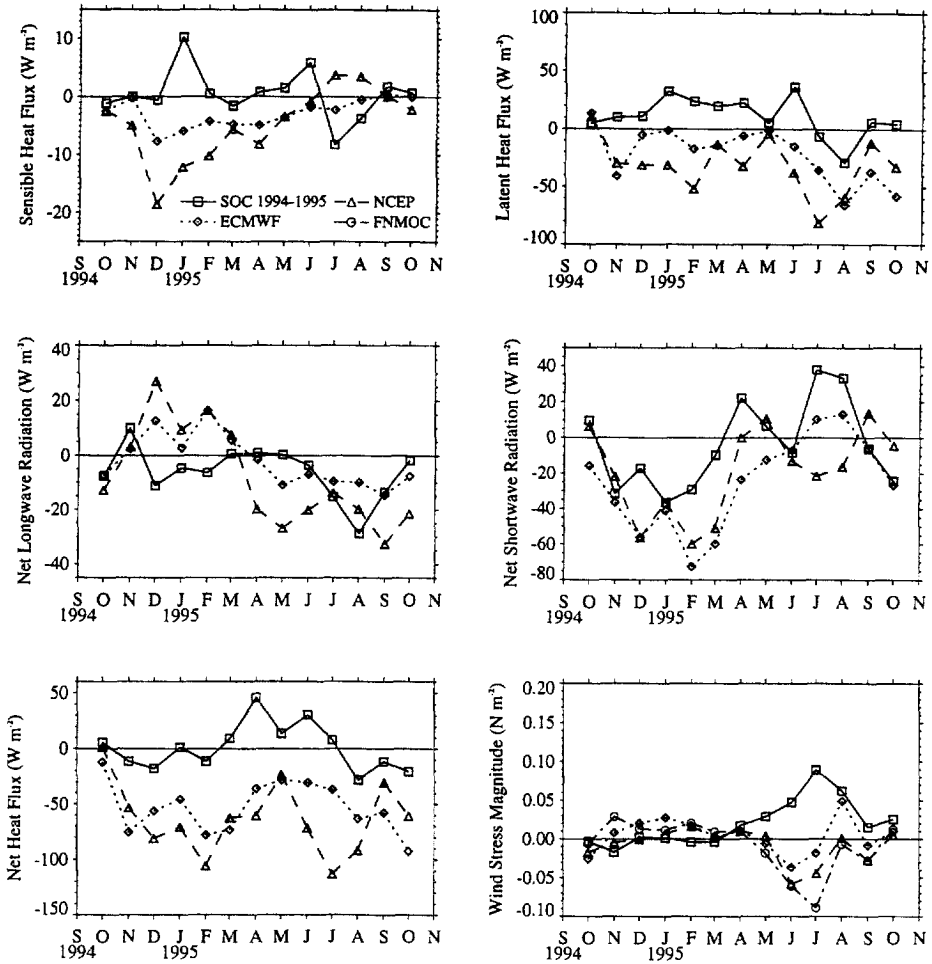 Sensible Heat Flux (W m⁻²)
10
0
-10
-20
SOC 1994-1995
NCEP
ECMWF
FNMOC
S O N D J F M A M J J A S O N
1994 1995
Latent Heat Flux (W m⁻²)
100
50
0
-50
-100
S O N D J F M A M J J A S O N
1994 1995
Net Longwave Radiation (W m⁻²)
40
20
0
-20
-40
S O N D J F M A M J J A S O N
1994 1995
Net Shortwave Radiation (W m⁻²)
40
20
0
-20
-40
-60
-80
S O N D J F M A M J J A S O N
1994 1995
Net Heat Flux (W m⁻²)
50
0
-50
-100
-150
S O N D J F M A M J J A S O N
1994 1995
Wind Stress Magnitude (N m⁻²)
0.20
0.15
0.10
0.05
0.00
-0.05
-0.10
S O N D J F M A M J J A S O N
1994 1995